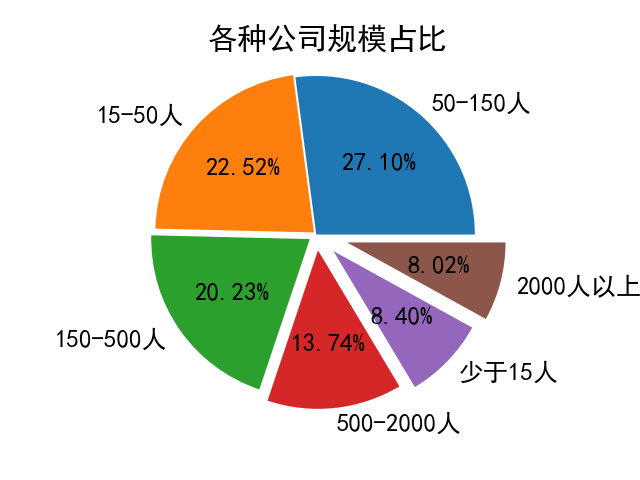 各种公司规模占比
50-150人
27.10%
15-50人
22.52%
150-500人
20.23%
500-2000人
13.74%
少于15人
8.40%
2000人以上
8.02%